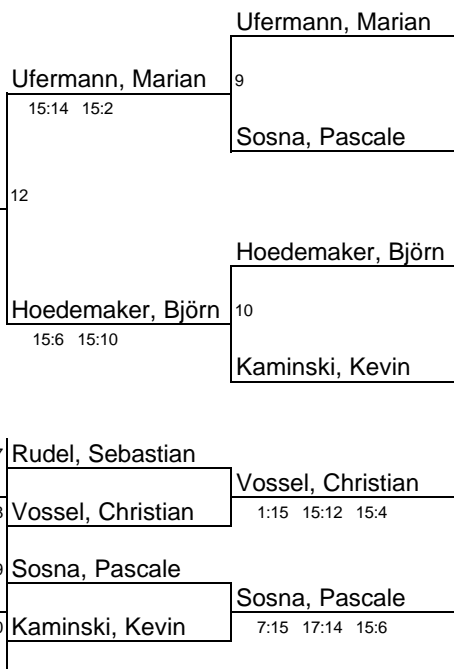 Ufermann, Marian
Ufermann, Marian
9
15:14 15:2
Sosna, Pascale
12
Hoedemaker, Björn
Hoedemaker, Björn
10
15:6 15:10
Kaminski, Kevin
Rudel, Sebastian
Vossel, Christian
Vossel, Christian
1:15 15:12 15:4
Sosna, Pascale
Sosna, Pascale
Kaminski, Kevin
7:15 17:14 15:6